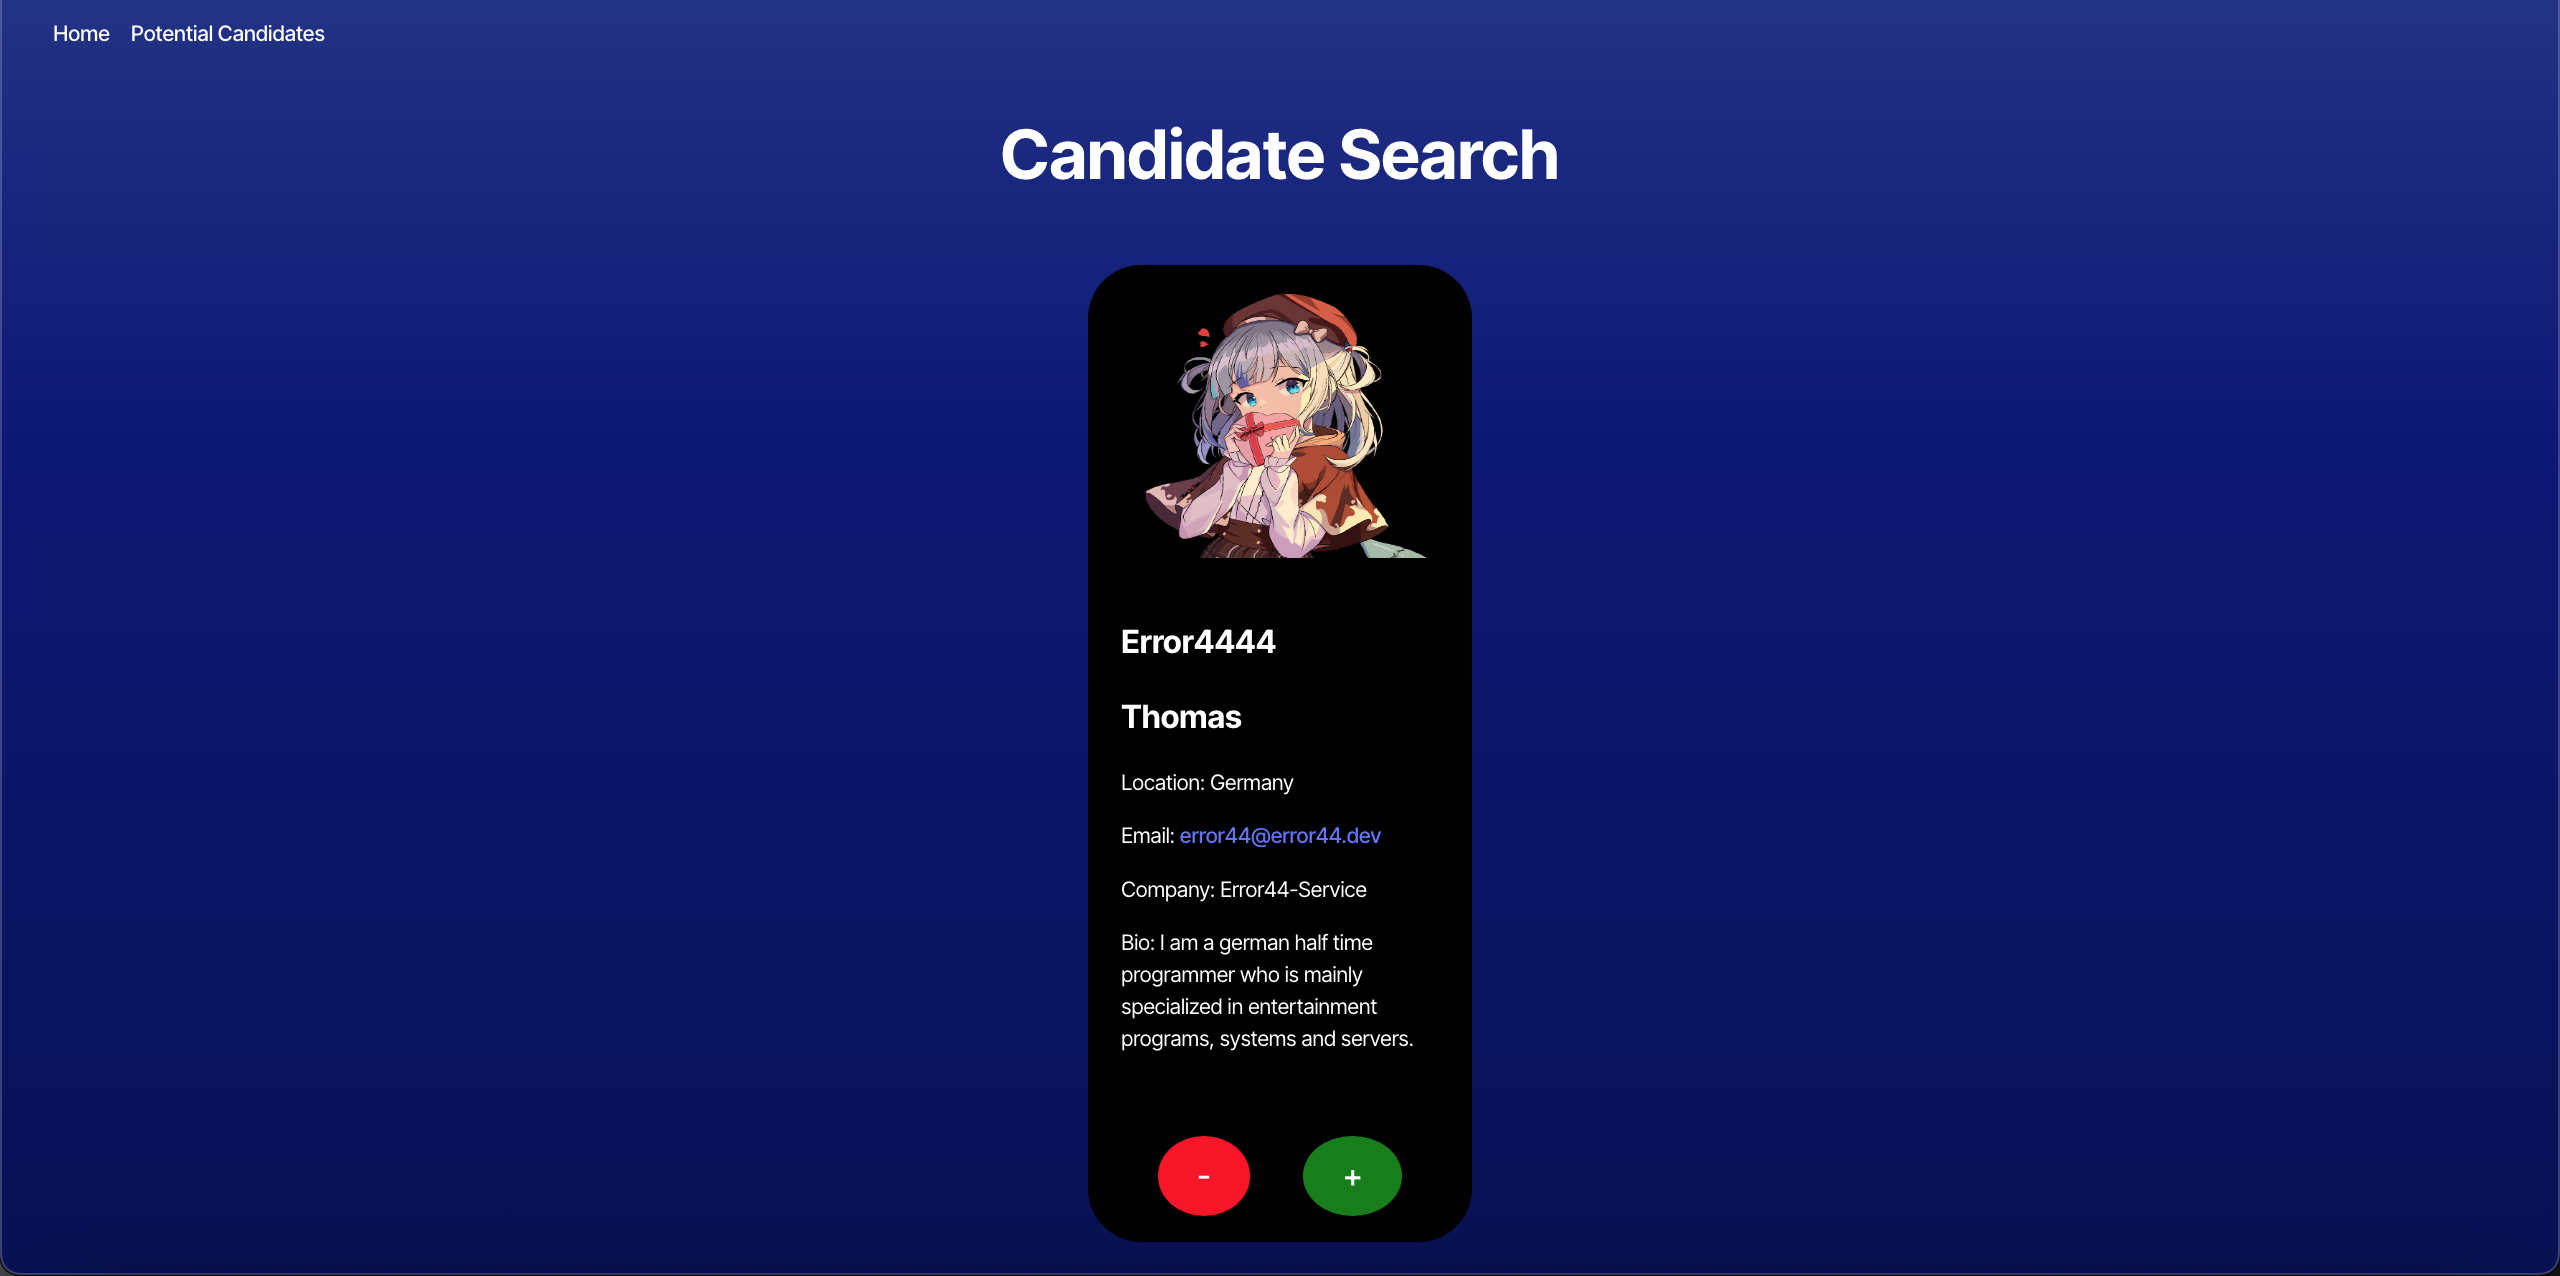 Home Potential Candidates
Candidate Search
Error4444
Thomas
Location: Germany
Email: error44@error44.dev
Company: Error44-Service
Bio: I am a german half time
programmer who is mainly
specialized in entertainment
programs, systems and servers.
- +